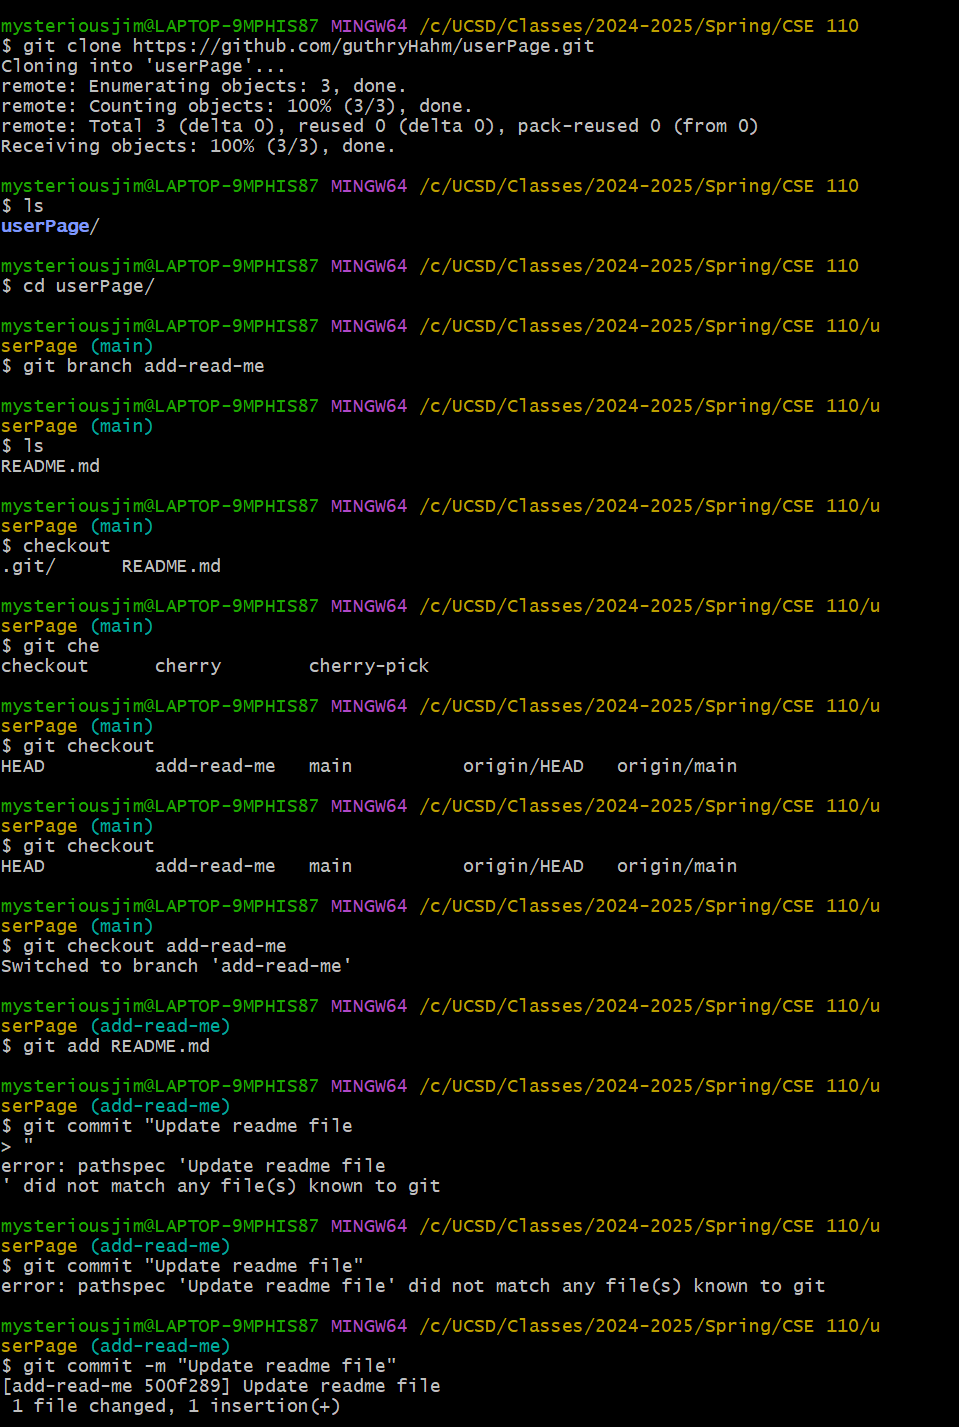 mysteriousjim@LAPTOP-9MPHIS87 MINGW64 /c/UCSD/Classes/2024-2025/Spring/CSE 110
$ git clone https://github.com/guthryHahm/userPage.git
Cloning into 'userPage'...
remote: Enumerating objects: 3, done.
remote: Counting objects: 100% (3/3), done.
remote: Total 3 (delta 0), reused 0 (delta 0), pack-reused 0 (from 0)
Receiving objects: 100% (3/3), done.
mysteriousjim@LAPTOP-9MPHIS87 MINGW64 /c/UCSD/Classes/2024-2025/Spring/CSE 110
$ ls
userPage/
mysteriousjim@LAPTOP-9MPHIS87 MINGW64 /c/UCSD/Classes/2024-2025/Spring/CSE 110
$ cd userPage/
mysteriousjim@LAPTOP-9MPHIS87 MINGW64 /c/UCSD/Classes/2024-2025/Spring/CSE 110/u
serPage (main)
$ git branch add-read-me
mysteriousjim@LAPTOP-9MPHIS87 MINGW64 /c/UCSD/Classes/2024-2025/Spring/CSE 110/u
serPage (main)
$ ls
README.md
mysteriousjim@LAPTOP-9MPHIS87 MINGW64 /c/UCSD/Classes/2024-2025/Spring/CSE 110/u
serPage (main)
$ checkout
.git/      README.md
mysteriousjim@LAPTOP-9MPHIS87 MINGW64 /c/UCSD/Classes/2024-2025/Spring/CSE 110/u
serPage (main)
$ git che
checkout      cherry        cherry-pick
mysteriousjim@LAPTOP-9MPHIS87 MINGW64 /c/UCSD/Classes/2024-2025/Spring/CSE 110/u
serPage (main)
$ git checkout
HEAD          add-read-me   main          origin/HEAD   origin/main
mysteriousjim@LAPTOP-9MPHIS87 MINGW64 /c/UCSD/Classes/2024-2025/Spring/CSE 110/u
serPage (main)
$ git checkout
HEAD          add-read-me   main          origin/HEAD   origin/main
mysteriousjim@LAPTOP-9MPHIS87 MINGW64 /c/UCSD/Classes/2024-2025/Spring/CSE 110/u
serPage (main)
$ git checkout add-read-me
Switched to branch 'add-read-me'
mysteriousjim@LAPTOP-9MPHIS87 MINGW64 /c/UCSD/Classes/2024-2025/Spring/CSE 110/u
serPage (add-read-me)
$ git add README.md
mysteriousjim@LAPTOP-9MPHIS87 MINGW64 /c/UCSD/Classes/2024-2025/Spring/CSE 110/u
serPage (add-read-me)
$ git commit "Update readme file
> "
error: pathspec 'Update readme file
' did not match any file(s) known to git
mysteriousjim@LAPTOP-9MPHIS87 MINGW64 /c/UCSD/Classes/2024-2025/Spring/CSE 110/u
serPage (add-read-me)
$ git commit "Update readme file"
error: pathspec 'Update readme file' did not match any file(s) known to git
mysteriousjim@LAPTOP-9MPHIS87 MINGW64 /c/UCSD/Classes/2024-2025/Spring/CSE 110/u
serPage (add-read-me)
$ git commit -m "Update readme file"
[add-read-me 500f289] Update readme file
 1 file changed, 1 insertion(+)